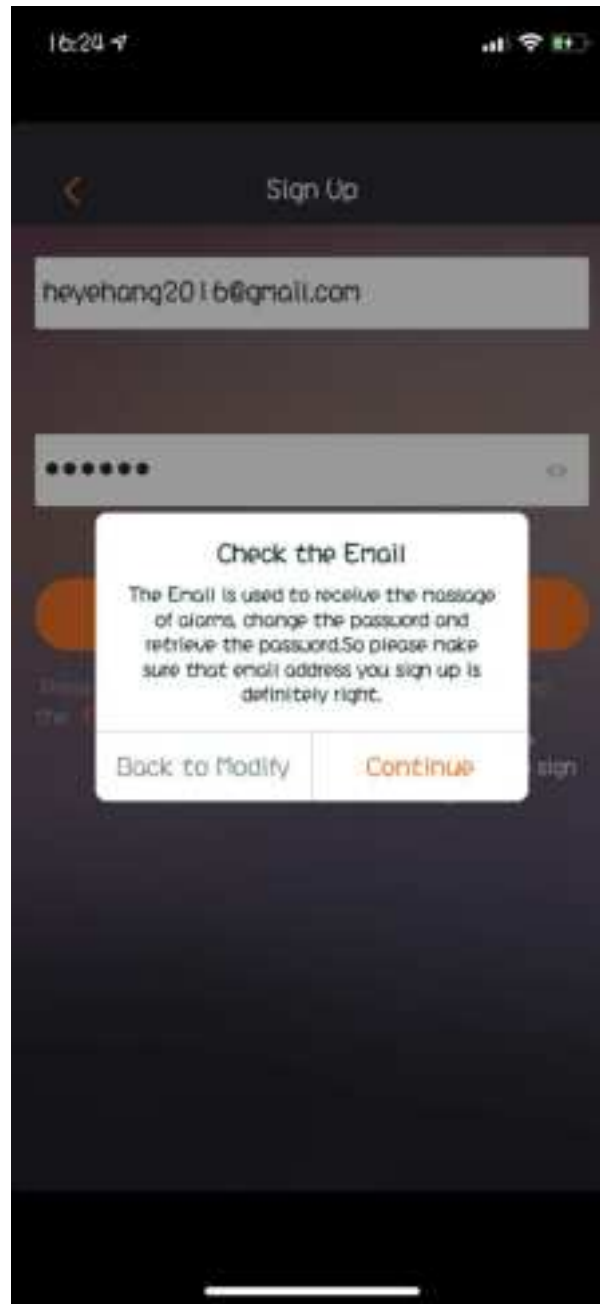 16:24
Sign Up
heyehang2016@gmail.com
Check the Email
The Email is used to receive the massage
of alarms, change the password and
retrieve the password.So please make
sure that email address you sign up is
definitely right.
the
Back to Modify
Continue
sign